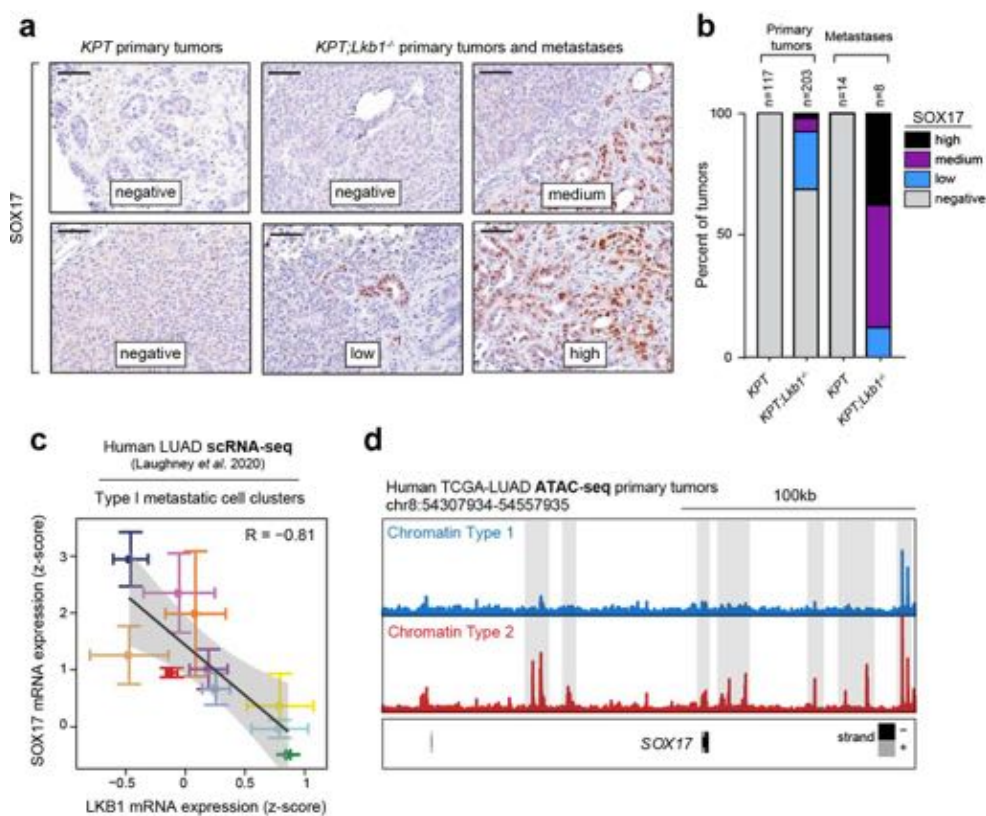 a
KPT primary tumors
KPT;Lkb1-/- primary tumors and metastases
SOX17
negative
negative
medium
negative
low
high
b
Primary tumors
Metastases
n=117
n=203
n=14
n=8
Percent of tumors
100
50
0
KPT
KPT;Lkb1-/-
KPT
KPT;Lkb1-/-
SOX17
high
medium
low
negative
c
Human LUAD scRNA-seq
(Laughney et al. 2020)
Type I metastatic cell clusters
R = −0.81
SOX17 mRNA expression (z-score)
3
2
1
0
−0.5
0
0.5
1
LKB1 mRNA expression (z-score)
d
Human TCGA-LUAD ATAC-seq primary tumors
chr8:54307934-54557935
100kb
Chromatin Type 1
Chromatin Type 2
SOX17
strand
−
+